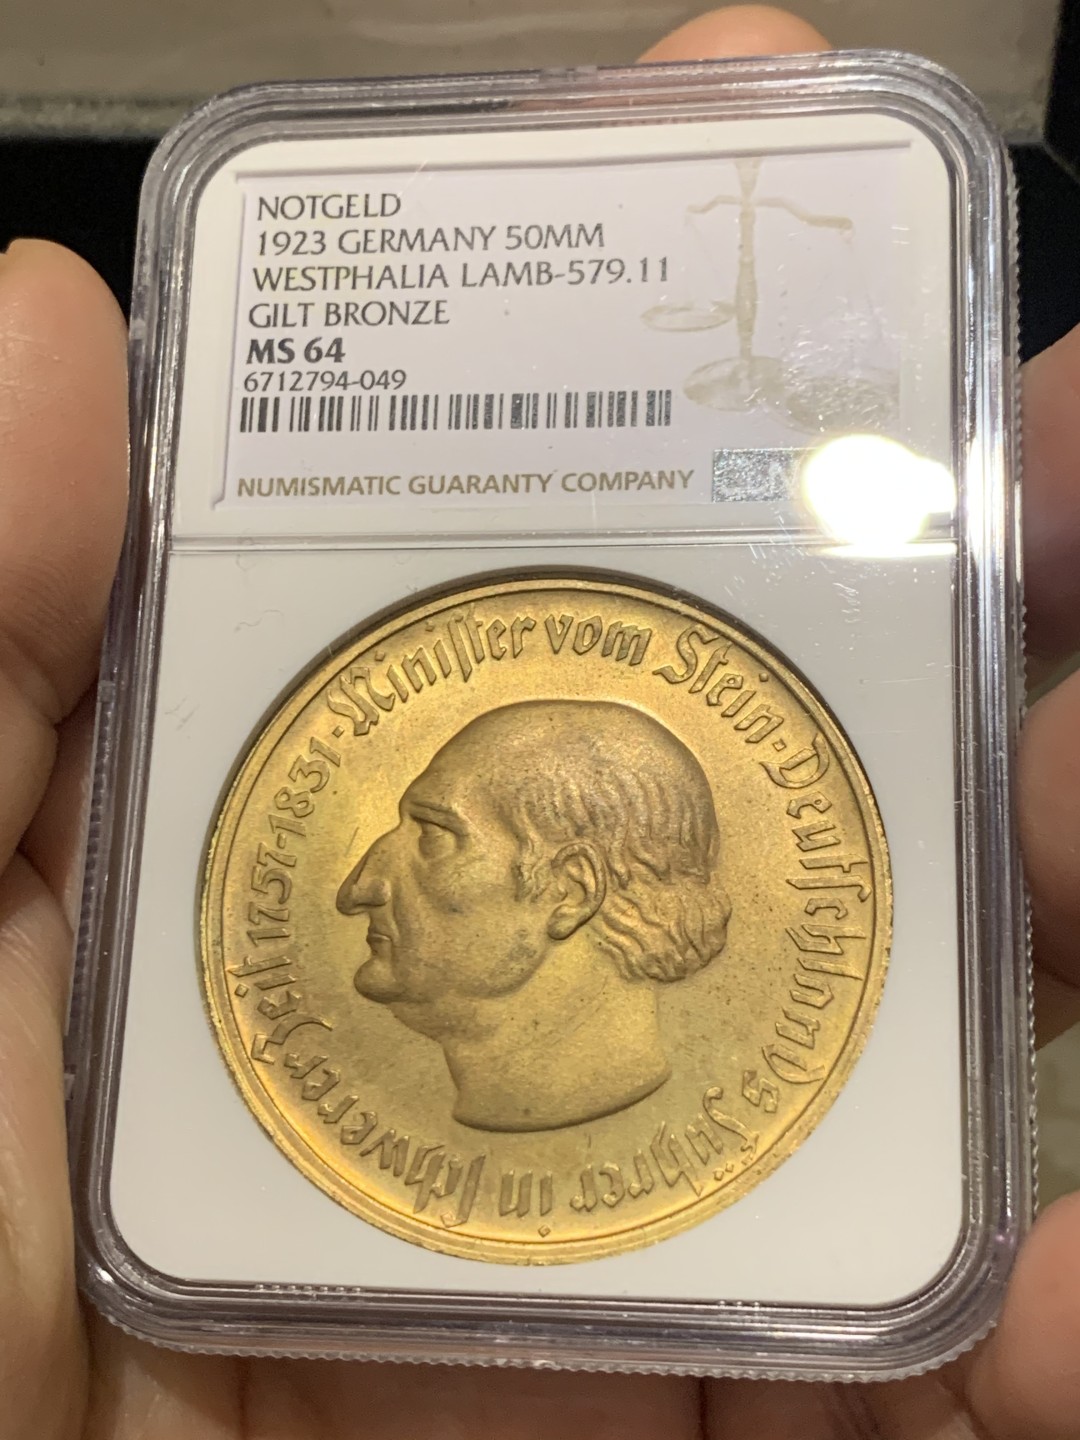 NOTGELD
1923 GERMANY 50MM
WESTPHALIA LAMB-579.11
GILT BRONZE
MS 64
6712794-049
NUMISMATIC GUARANTY COMPANY
Minister vom Stein · Deutschlands Führer in schwerer Zeit 1757-1831 ·